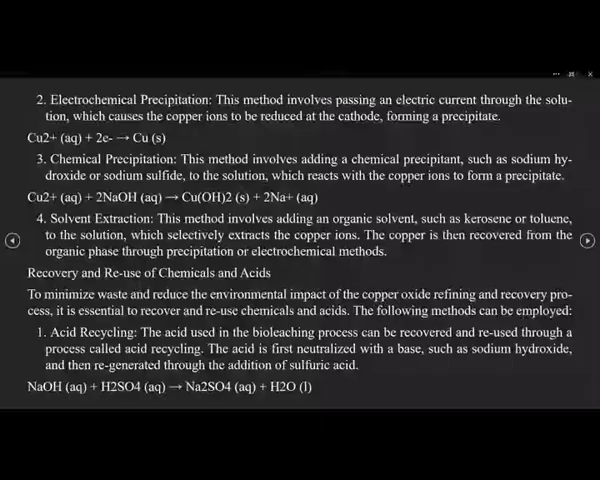 2. Electrochemical Precipitation: This method involves passing an electric current through the solu-
tion, which causes the copper ions to be reduced at the cathode, forming a precipitate.
Cu2+ (aq) + 2e- → Cu (s)
3. Chemical Precipitation: This method involves adding a chemical precipitant, such as sodium hy-
droxide or sodium sulfide, to the solution, which reacts with the copper ions to form a precipitate.
Cu2+ (aq) + 2NaOH (aq) → Cu(OH)2 (s) + 2Na+ (aq)
4. Solvent Extraction: This method involves adding an organic solvent, such as kerosene or toluene,
to the solution, which selectively extracts the copper ions. The copper is then recovered from the
organic phase through precipitation or electrochemical methods.
Recovery and Re-use of Chemicals and Acids
To minimize waste and reduce the environmental impact of the copper oxide refining and recovery pro-
cess, it is essential to recover and re-use chemicals and acids. The following methods can be employed:
1. Acid Recycling: The acid used in the bioleaching process can be recovered and re-used through a
process called acid recycling. The acid is first neutralized with a base, such as sodium hydroxide,
and then re-generated through the addition of sulfuric acid.
NaOH (aq) + H2SO4 (aq) → Na2SO4 (aq) + H2O (l)